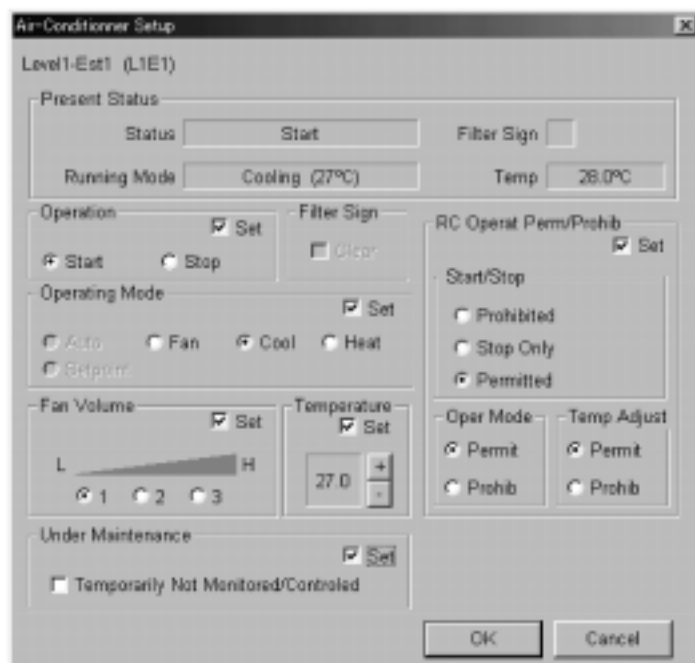 Air-Conditionner Setup
Level1-Est1 (L1E1)
Present Status
Status Start Filter Sign
Running Mode Cooling (27ºC) Temp 28.0ºC
Operation
Set
Start Stop
Filter Sign
Clear
RC Operat Perm/Prohib
Set
Start/Stop
Prohibited
Stop Only
Permitted
Operating Mode
Set
Auto Fan Cool Heat
Setpoint
Fan Volume
Set
L H
1 2 3
Temperature
Set
27.0 + -
Oper Mode
Permit
Prohib
Temp Adjust
Permit
Prohib
Under Maintenance
Set
Temporarily Not Monitored/Controled
OK Cancel